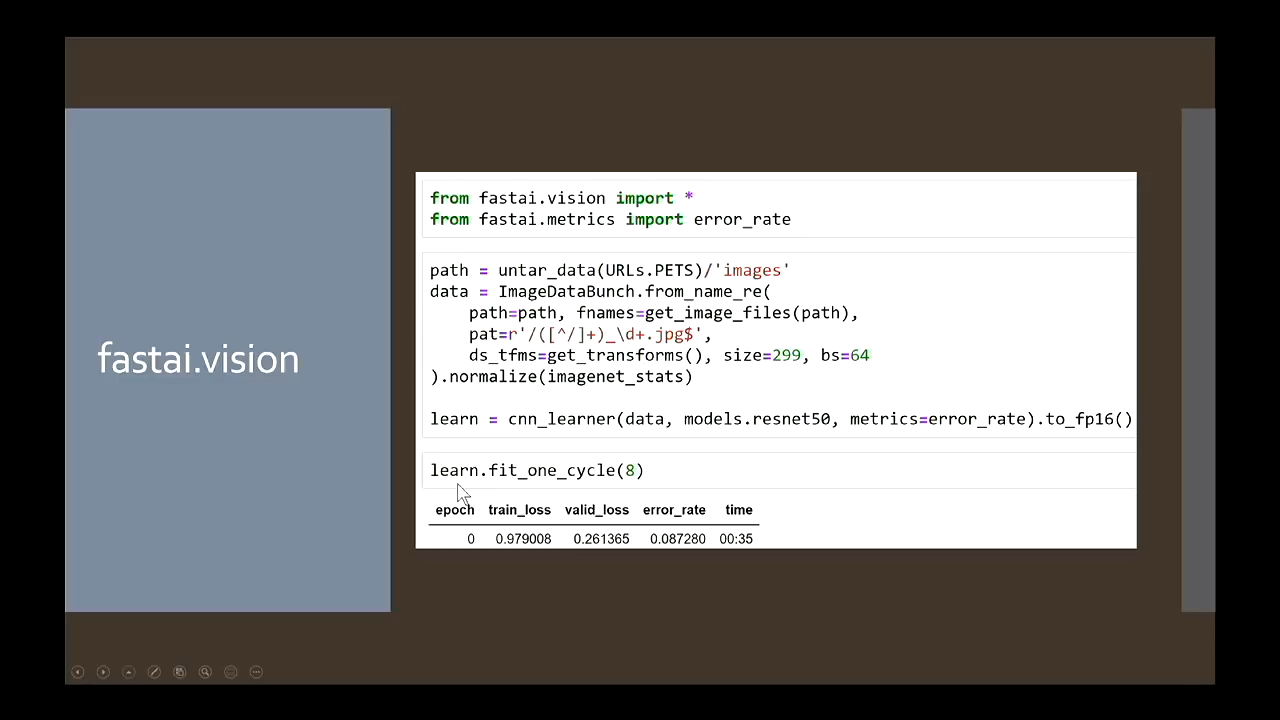 fastai.vision
from fastai.vision import *
from fastai.metrics import error_rate
path = untar_data(URLs.PETS)/'images'
data = ImageDataBunch.from_name_re(
    path=path, fnames=get_image_files(path),
    pat=r'/([^/]+)_\d+.jpg$',
    ds_tfms=get_transforms(), size=299, bs=64
).normalize(imagenet_stats)
learn = cnn_learner(data, models.resnet50, metrics=error_rate).to_fp16()
learn.fit_one_cycle(8)
epoch train_loss valid_loss error_rate time
0 0.979008 0.261365 0.087280 00:35